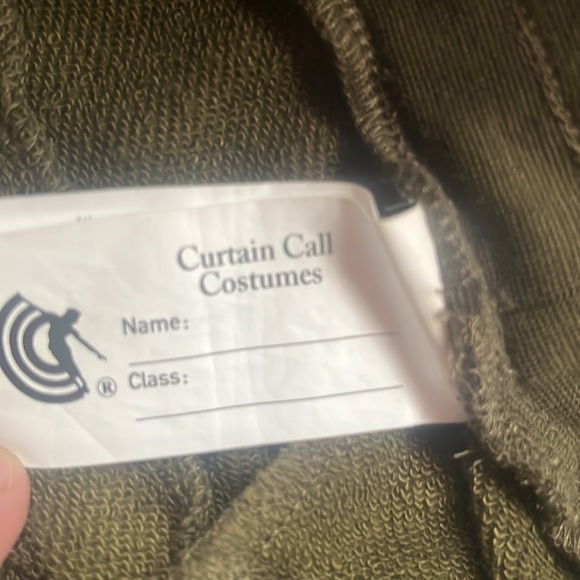 Curtain Call
Costumes
Name:
® Class: